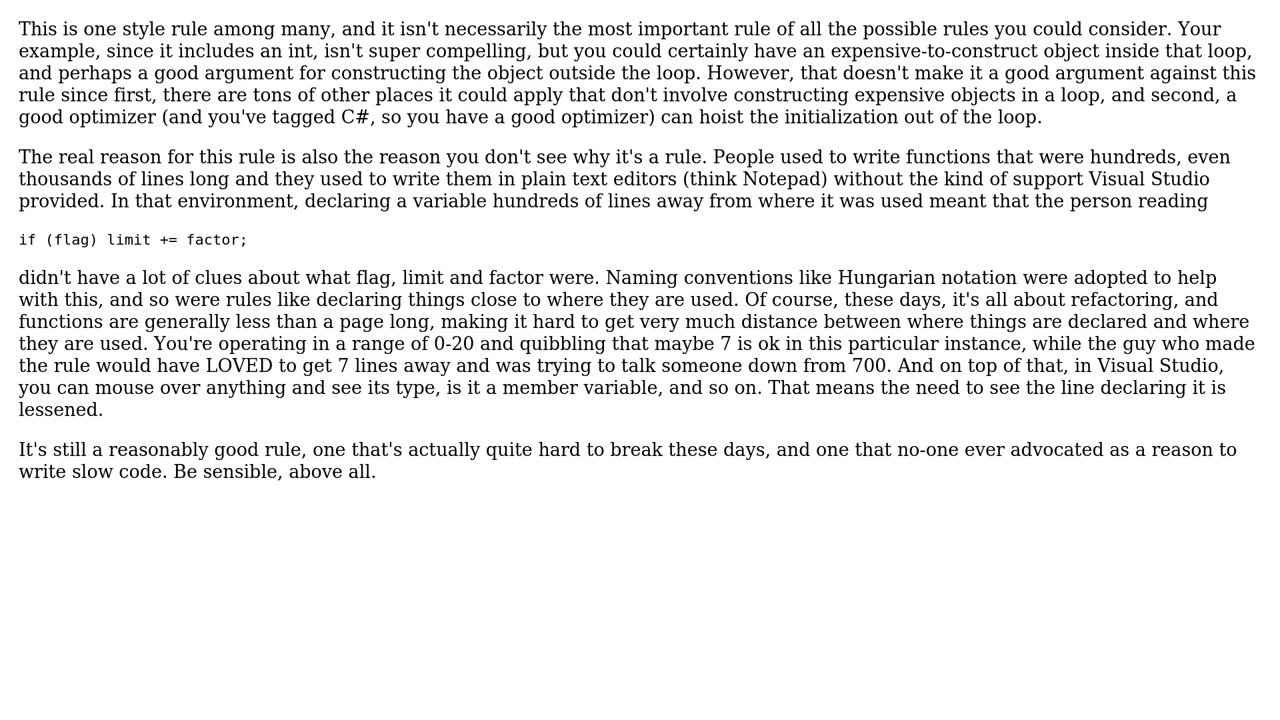 This is one style rule among many, and it isn't necessarily the most important rule of all the possible rules you could consider. Your
example, since it includes an int, isn't super compelling, but you could certainly have an expensive-to-construct object inside that loop,
and perhaps a good argument for constructing the object outside the loop. However, that doesn't make it a good argument against this
rule since first, there are tons of other places it could apply that don't involve constructing expensive objects in a loop, and second, a
good optimizer (and you've tagged C#, so you have a good optimizer) can hoist the initialization out of the loop.
The real reason for this rule is also the reason you don't see why it's a rule. People used to write functions that were hundreds, even
thousands of lines long and they used to write them in plain text editors (think Notepad) without the kind of support Visual Studio
provided. In that environment, declaring a variable hundreds of lines away from where it was used meant that the person reading
if (flag) limit += factor;
didn't have a lot of clues about what flag, limit and factor were. Naming conventions like Hungarian notation were adopted to help
with this, and so were rules like declaring things close to where they are used. Of course, these days, it's all about refactoring, and
functions are generally less than a page long, making it hard to get very much distance between where things are declared and where
they are used. You're operating in a range of 0-20 and quibbling that maybe 7 is ok in this particular instance, while the guy who made
the rule would have LOVED to get 7 lines away and was trying to talk someone down from 700. And on top of that, in Visual Studio,
you can mouse over anything and see its type, is it a member variable, and so on. That means the need to see the line declaring it is
lessened.
It's still a reasonably good rule, one that's actually quite hard to break these days, and one that no-one ever advocated as a reason to
write slow code. Be sensible, above all.